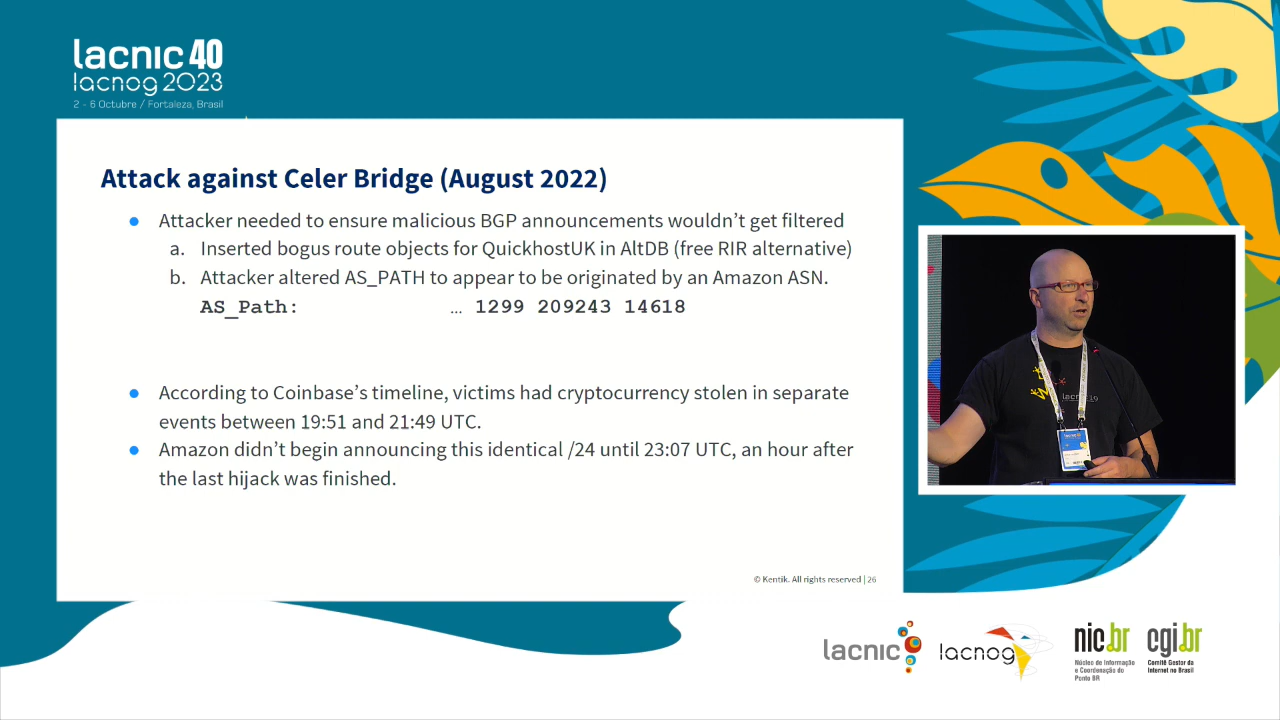 lacnic 40
lacnog 2023
2 - 6 Octubre / Fortaleza, Brasil
Attack against Celer Bridge (August 2022)
● Attacker needed to ensure malicious BGP announcements wouldn’t get filtered
a. Inserted bogus route objects for QuickhostUK in AltDB (free RIR alternative)
b. Attacker altered AS_PATH to appear to be originated by an Amazon ASN.
AS_Path: … 1299 209243 14618
● According to Coinbase’s timeline, victims had cryptocurrency stolen in separate
events between 19:51 and 21:49 UTC.
● Amazon didn’t begin announcing this identical /24 until 23:07 UTC, an hour after
the last hijack was finished.
© Kentik. All rights reserved | 26
lacnic 40
lacnic
lacnog
nic.br
Núcleo de Informação
e Coordenação do
Ponto BR
cgi.br
Comitê Gestor da
Internet no Brasil